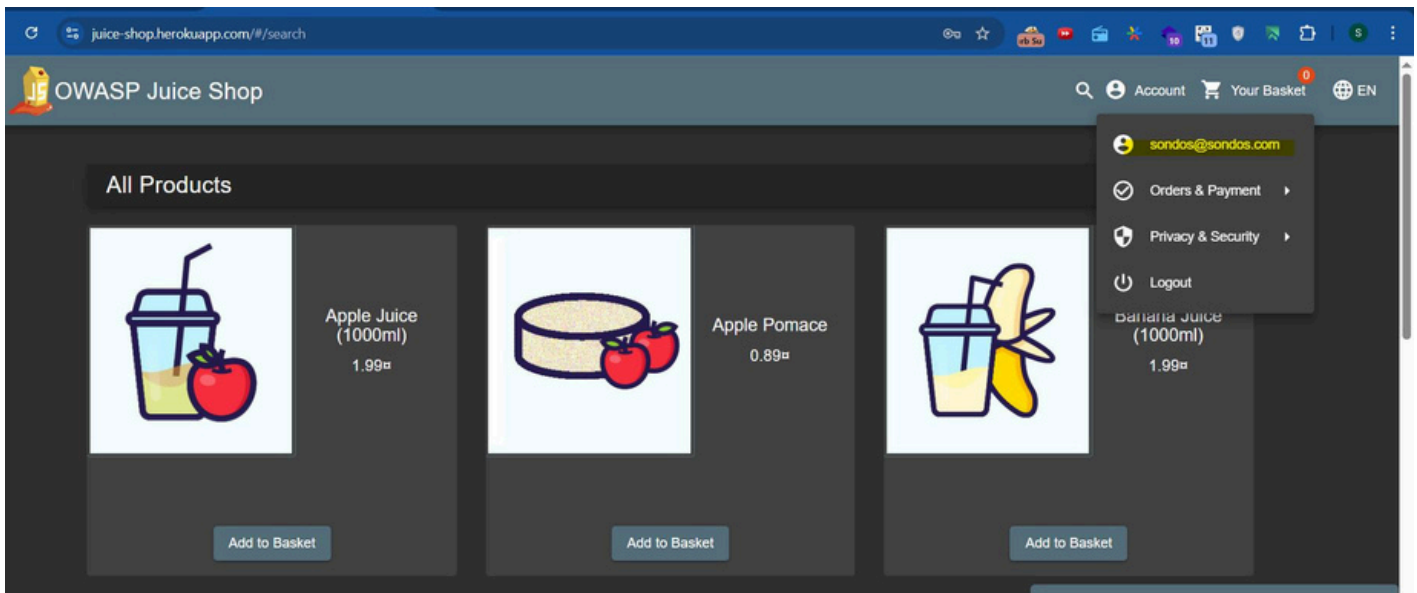 juice-shop.herokuapp.com/#/search
S
OWASP Juice Shop
Account
Your Basket
0
EN
sondos@sondos.com
Orders & Payment
Privacy & Security
Logout
All Products
Apple Juice
(1000ml)
1.99¤
Apple Pomace
0.89¤
Banana Juice
(1000ml)
1.99¤
Add to Basket
Add to Basket
Add to Basket